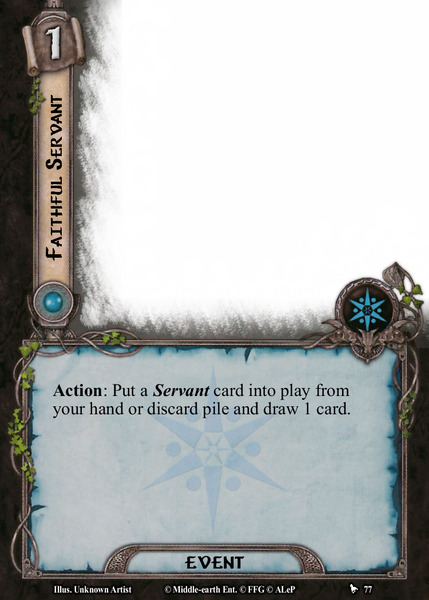 1
Faithful Servant
Action: Put a Servant card into play from
your hand or discard pile and draw 1 card.
EVENT
Illus. Unknown Artist © Middle-earth Ent. © FFG © ALeP 77